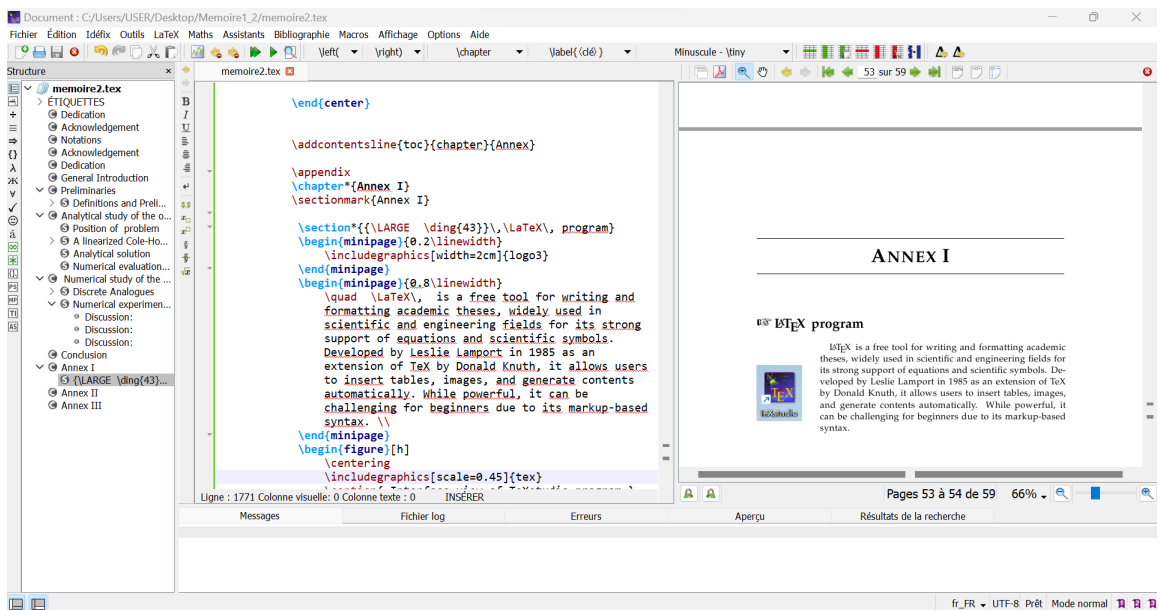 Document : C:/Users/USER/Desktop/Memoire1_2/memoire2.tex
Fichier Édition Idéfix Outils LaTeX Maths Assistants Bibliographie Macros Affichage Options Aide
\left( \right) \chapter \label{⟨clé⟩ } Minuscule - \tiny
Structure
memoire2.tex
53 sur 59
memoire2.tex
ÉTIQUETTES
Dedication
Acknowledgement
Notations
Acknowledgement
Dedication
General Introduction
Preliminaries
Definitions and Preli...
Analytical study of the o...
Position of problem
A linearized Cole-Ho...
Analytical solution
Numerical evaluation...
Numerical study of the ...
Discrete Analogues
Numerical experimen...
Discussion:
Discussion:
Discussion:
Conclusion
Annex I
{\LARGE \ding{43}...
Annex II
Annex III
\end{center}
\addcontentsline{toc}{chapter}{Annex}
\appendix
\chapter*{Annex I}
\sectionmark{Annex I}
\section*{{\LARGE \ding{43}}\,\LaTeX\, program}
\begin{minipage}{0.2\linewidth}
\includegraphics[width=2cm]{logo3}
\end{minipage}
\begin{minipage}{0.8\linewidth}
\quad \LaTeX\, is a free tool for writing and
formatting academic theses, widely used in
scientific and engineering fields for its strong
support of equations and scientific symbols.
Developed by Leslie Lamport in 1985 as an
extension of TeX by Donald Knuth, it allows users
to insert tables, images, and generate contents
automatically. While powerful, it can be
challenging for beginners due to its markup-based
syntax. \\
\end{minipage}
\begin{figure}[h]
\centering
\includegraphics[scale=0.45]{tex}
Ligne : 1771 Colonne visuelle: 0 Colonne texte : 0 INSÉRER
ANNEX I
☞ LATEX program
LATEX is a free tool for writing and formatting academic
theses, widely used in scientific and engineering fields for
its strong support of equations and scientific symbols. De-
veloped by Leslie Lamport in 1985 as an extension of TeX
by Donald Knuth, it allows users to insert tables, images,
and generate contents automatically. While powerful, it
can be challenging for beginners due to its markup-based
syntax.
TEX
TeXstudio
Pages 53 à 54 de 59 66%
Messages Fichier log Erreurs Aperçu Résultats de la recherche
fr_FR UTF-8 Prêt Mode normal